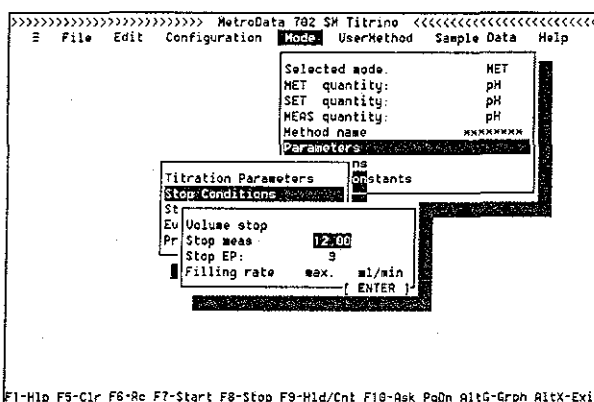 >>>>>>>>>>>>>>>>>>>>>>> MetroData 702 SM Titrino <<<<<<<<<<<<<<<<<<<<<<<
≡ File Edit Configuration Mode UserMethod Sample Data Help
Selected mode. MET
MET quantity: pH
SET quantity: pH
MEAS quantity: pH
Method name ********
Parameters
ns
onstants
Titration Parameters
Stop Conditions
St
Ev
Pr
Volume stop
Stop meas 12.00
Stop EP: 9
Filling rate max. ml/min
[ ENTER ]
F1-Hlp F5-Clr F6-Rc F7-Start F8-Stop F9-Hld/Cnt F10-Ask PgDn AltG-Grph AltX-Exi